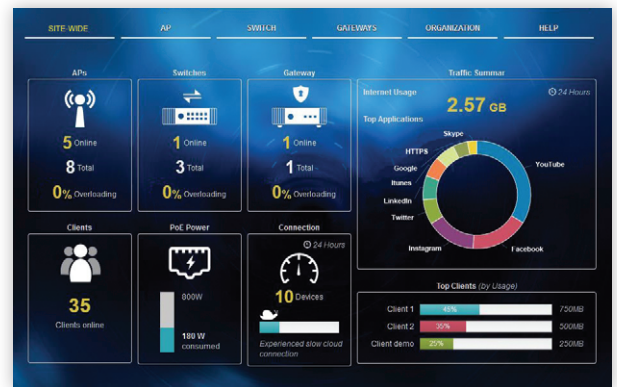 SITE-WIDE
AP
SWITCH
GATEWAYS
ORGANIZATION
HELP
APs
5 Online
8 Total
0% Overloading
Switches
1 Online
3 Total
0% Overloading
Gateway
1 Online
1 Total
0% Overloading
Traffic Summar
Internet Usage
24 Hours
2.57 GB
Top Applications
Skype
HTTPS
YouTube
Google
Itunes
LinkedIn
Twitter
Instagram
Facebook
Clients
35
Clients online
PoE Power
800W
180 W
consumed
Connection
24 Hours
10 Devices
Experienced slow cloud
connection
Top Clients (by Usage)
Client 1 45% 750MB
Client 2 35% 500MB
Client demo 25% 250MB